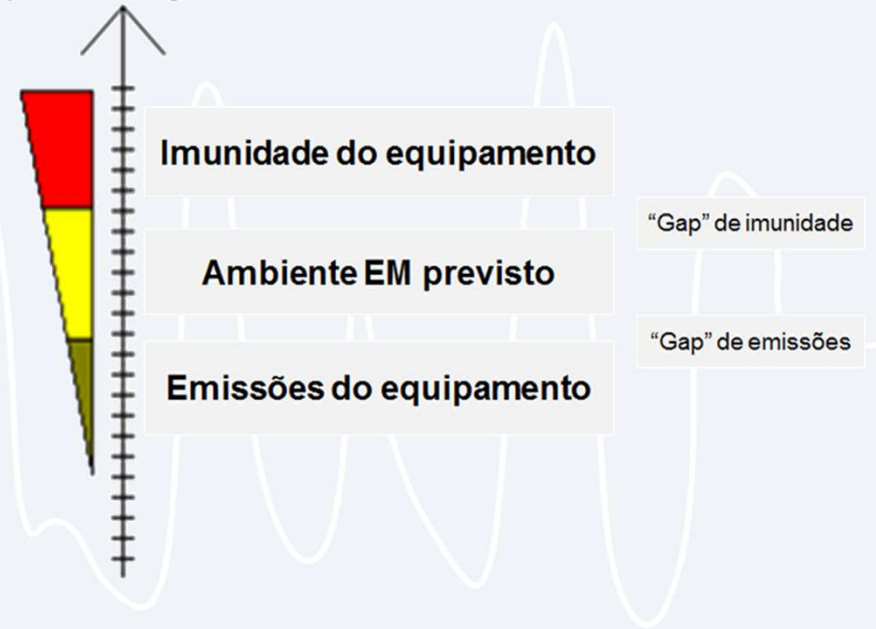 Imunidade do equipamento
“Gap” de imunidade
Ambiente EM previsto
“Gap” de emissões
Emissões do equipamento